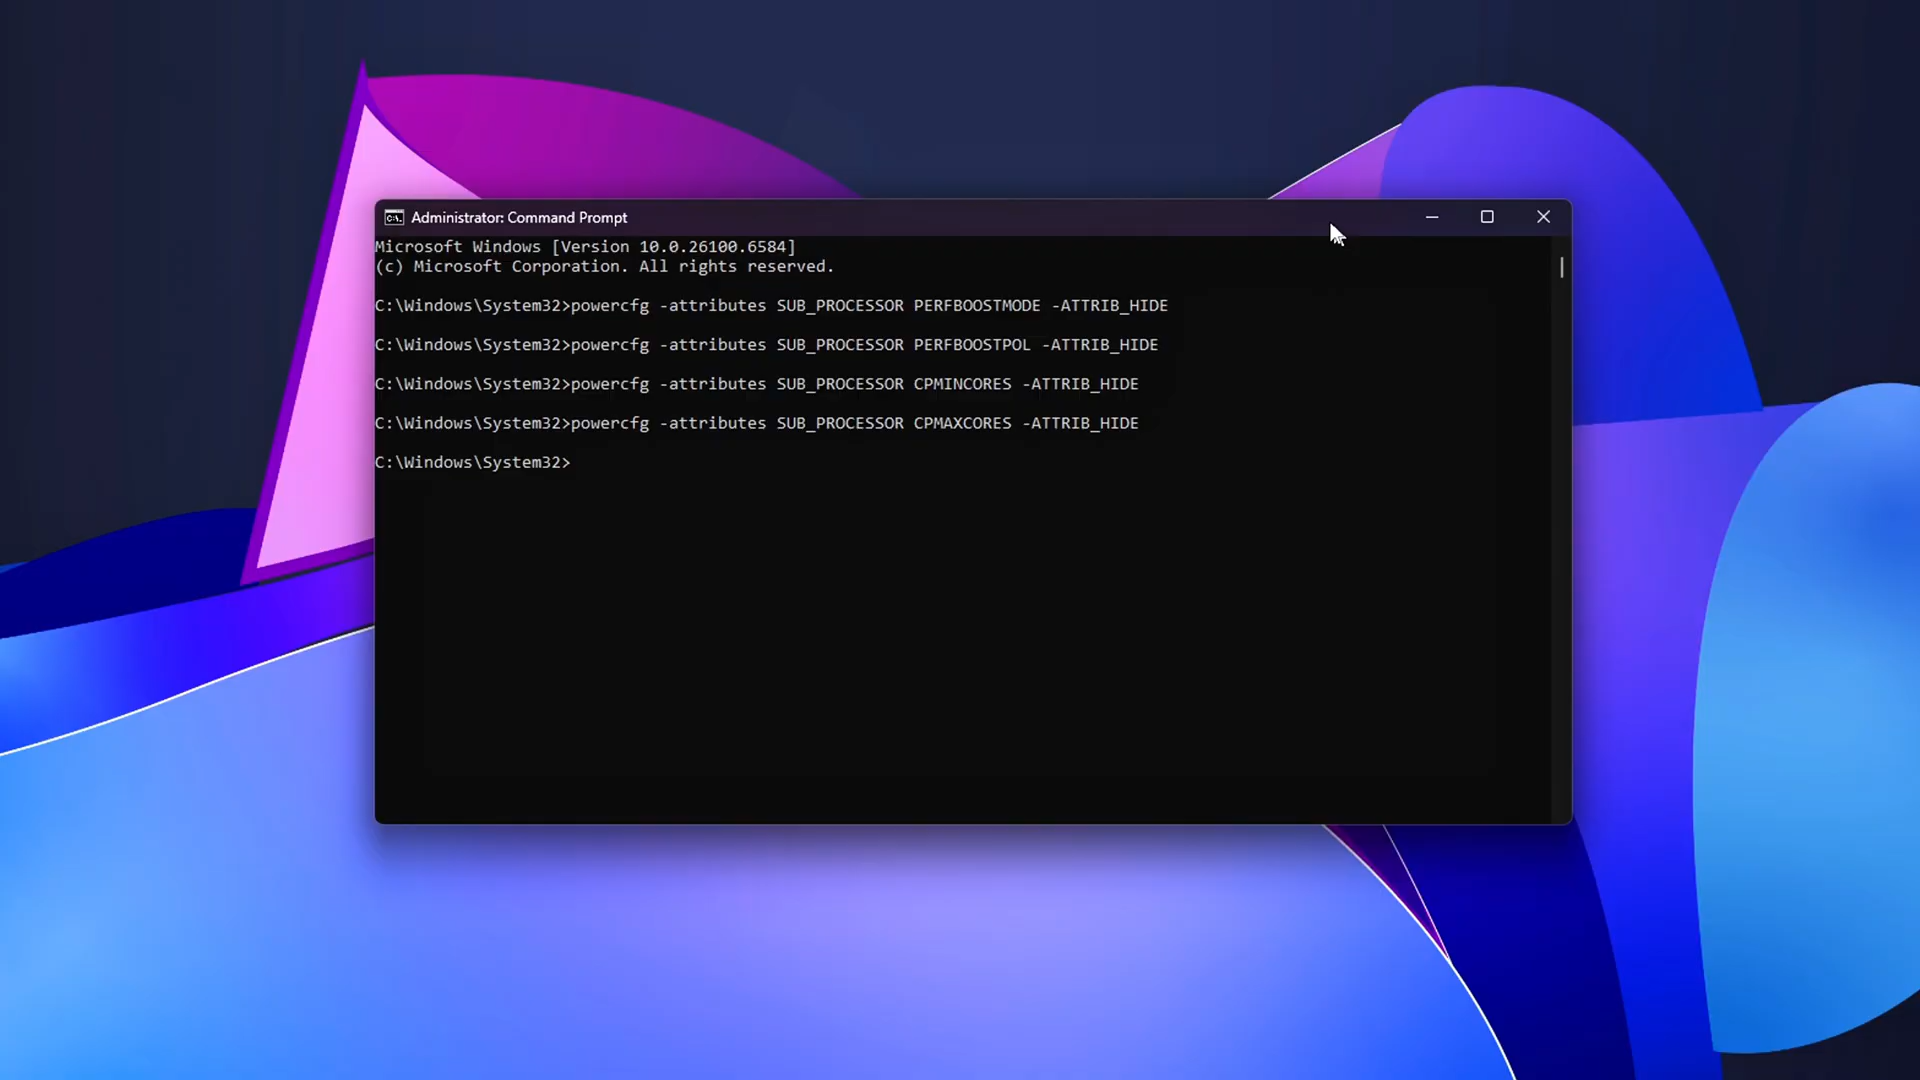 Administrator: Command Prompt
Microsoft Windows [Version 10.0.26100.6584]
(c) Microsoft Corporation. All rights reserved.
C:\Windows\System32>powercfg -attributes SUB_PROCESSOR PERFBOOSTMODE -ATTRIB_HIDE
C:\Windows\System32>powercfg -attributes SUB_PROCESSOR PERFBOOSTPOL -ATTRIB_HIDE
C:\Windows\System32>powercfg -attributes SUB_PROCESSOR CPMINCORES -ATTRIB_HIDE
C:\Windows\System32>powercfg -attributes SUB_PROCESSOR CPMAXCORES -ATTRIB_HIDE
C:\Windows\System32>